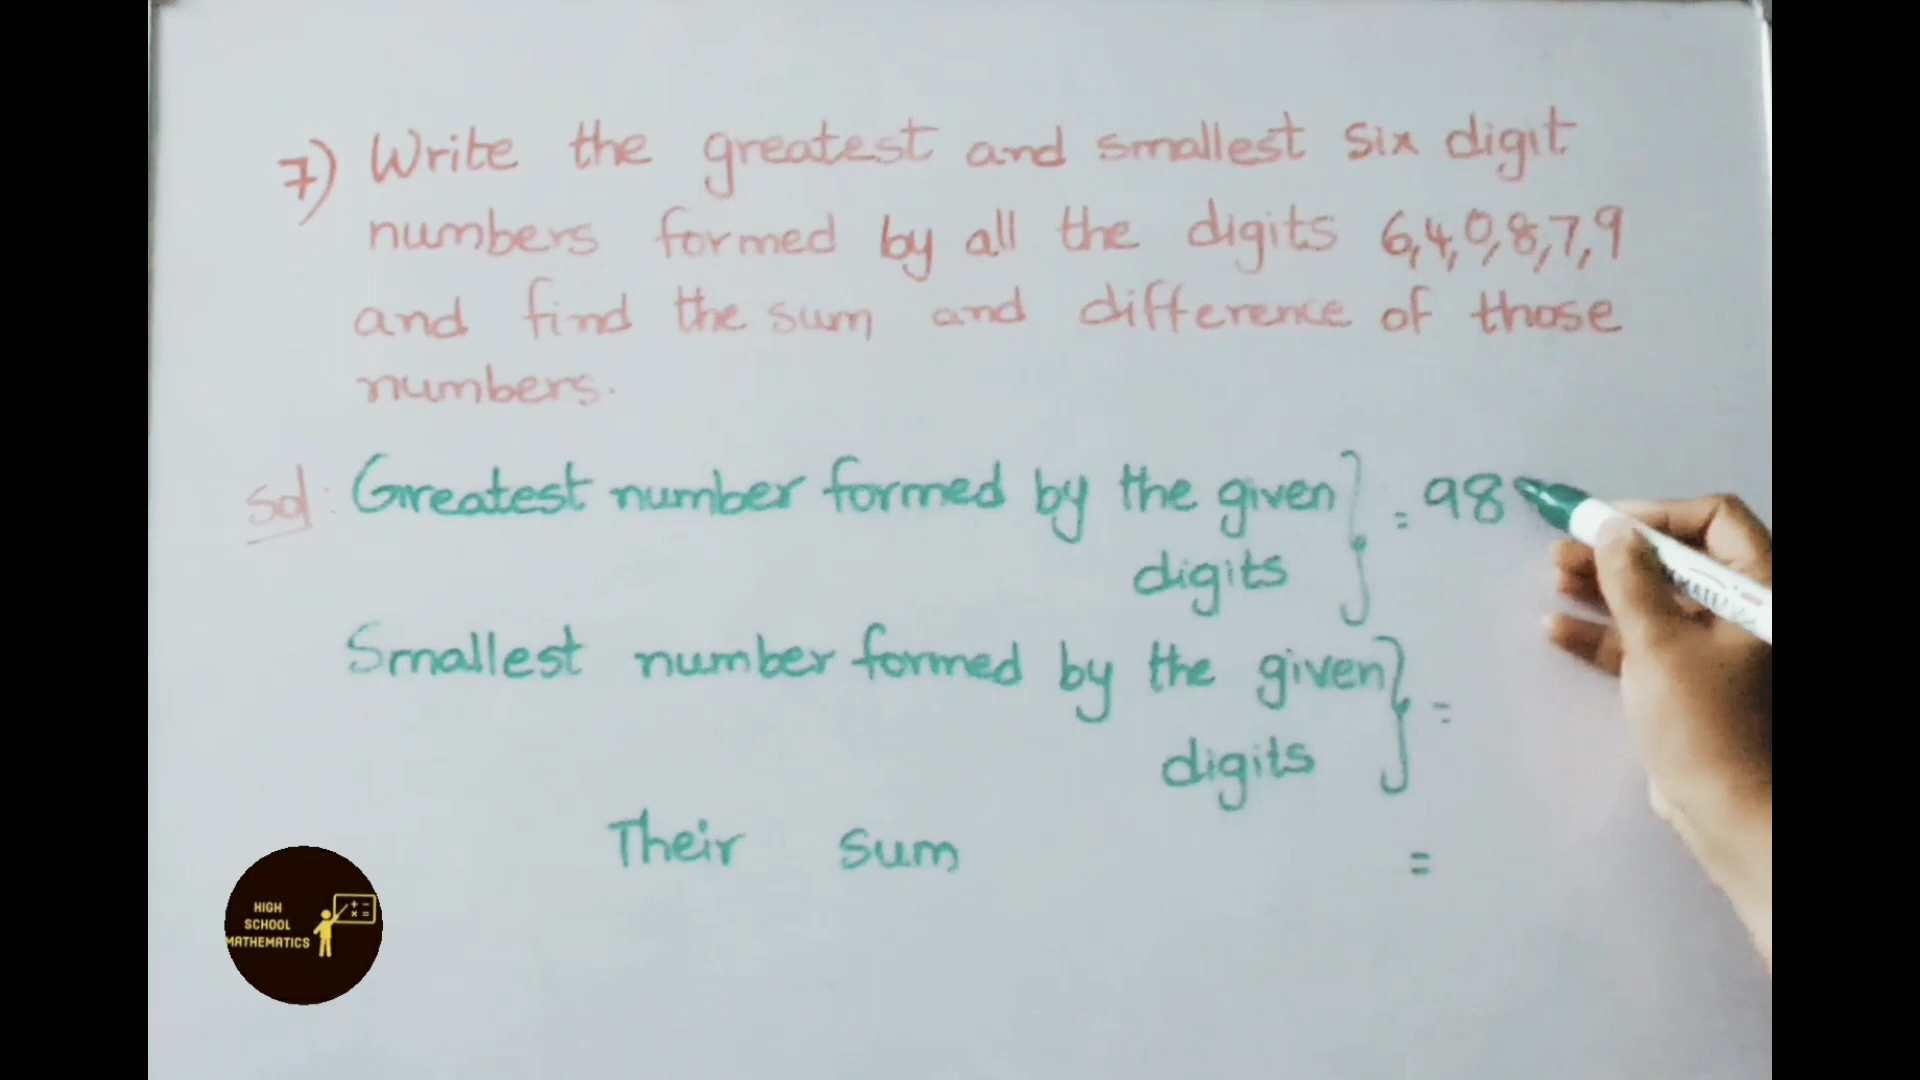 7) Write the greatest and smallest six digit
numbers formed by all the digits 6,4,0,8,7,9
and find the sum and difference of those
numbers.
Sol: Greatest number formed by the given
digits } = 98
Smallest number formed by the given
digits } =
Their sum =
HIGH
SCHOOL
MATHEMATICS